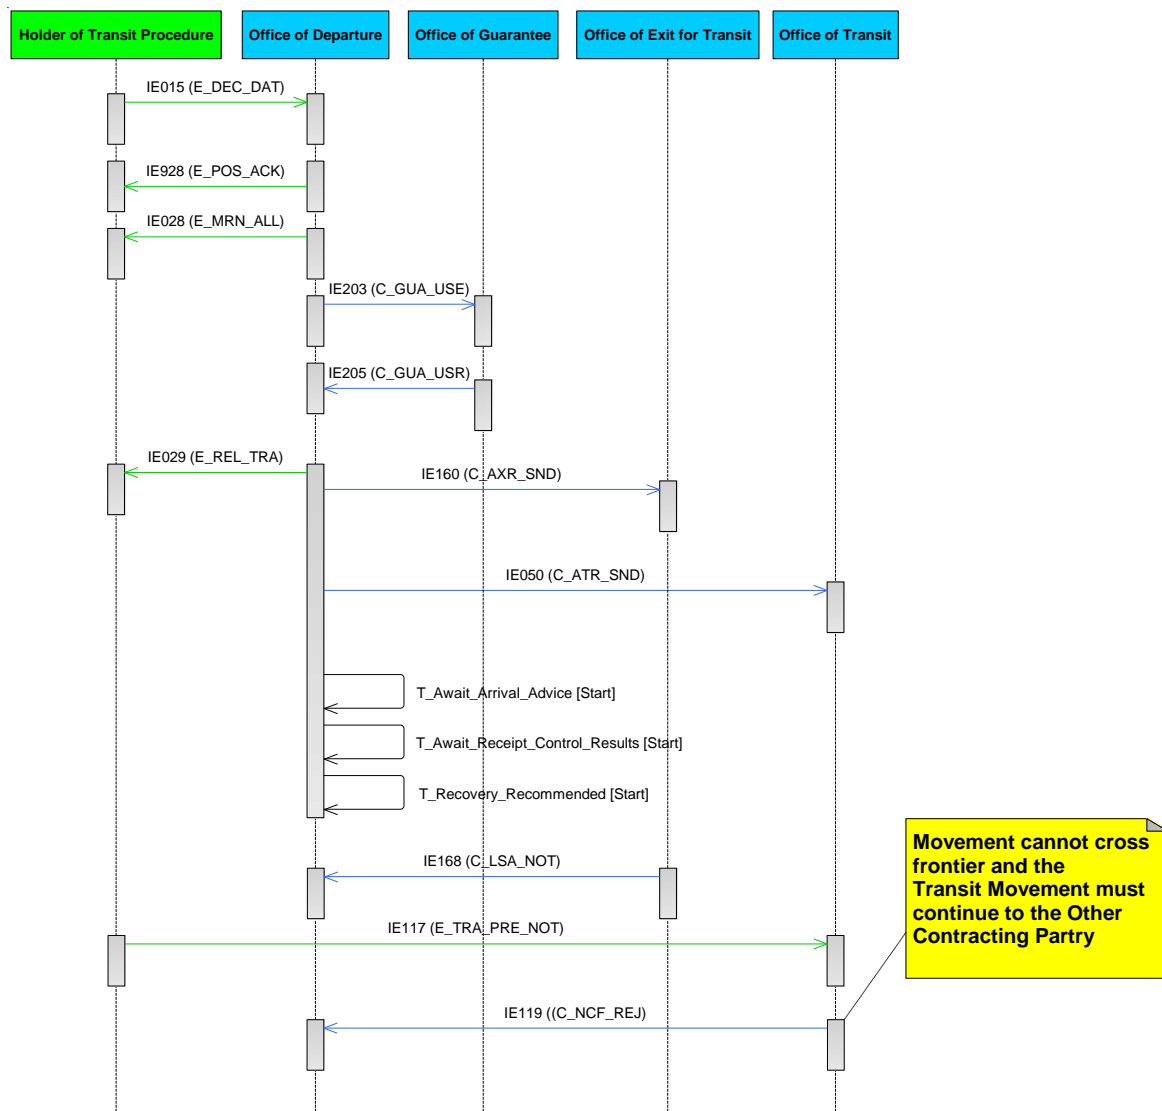 Holder of Transit Procedure
Office of Departure
Office of Guarantee
Office of Exit for Transit
Office of Transit
IE015 (E_DEC_DAT)
IE928 (E_POS_ACK)
IE028 (E_MRN_ALL)
IE203 (C_GUA_USE)
IE205 (C_GUA_USR)
IE029 (E_REL_TRA)
IE160 (C_AXR_SND)
IE050 (C_ATR_SND)
T_Await_Arrival_Advice [Start]
T_Await_Receipt_Control_Results [Start]
T_Recovery_Recommended [Start]
IE168 (C_LSA_NOT)
IE117 (E_TRA_PRE_NOT)
Movement cannot cross
frontier and the
Transit Movement must
continue to the Other
Contracting Partry
IE119 ((C_NCF_REJ)